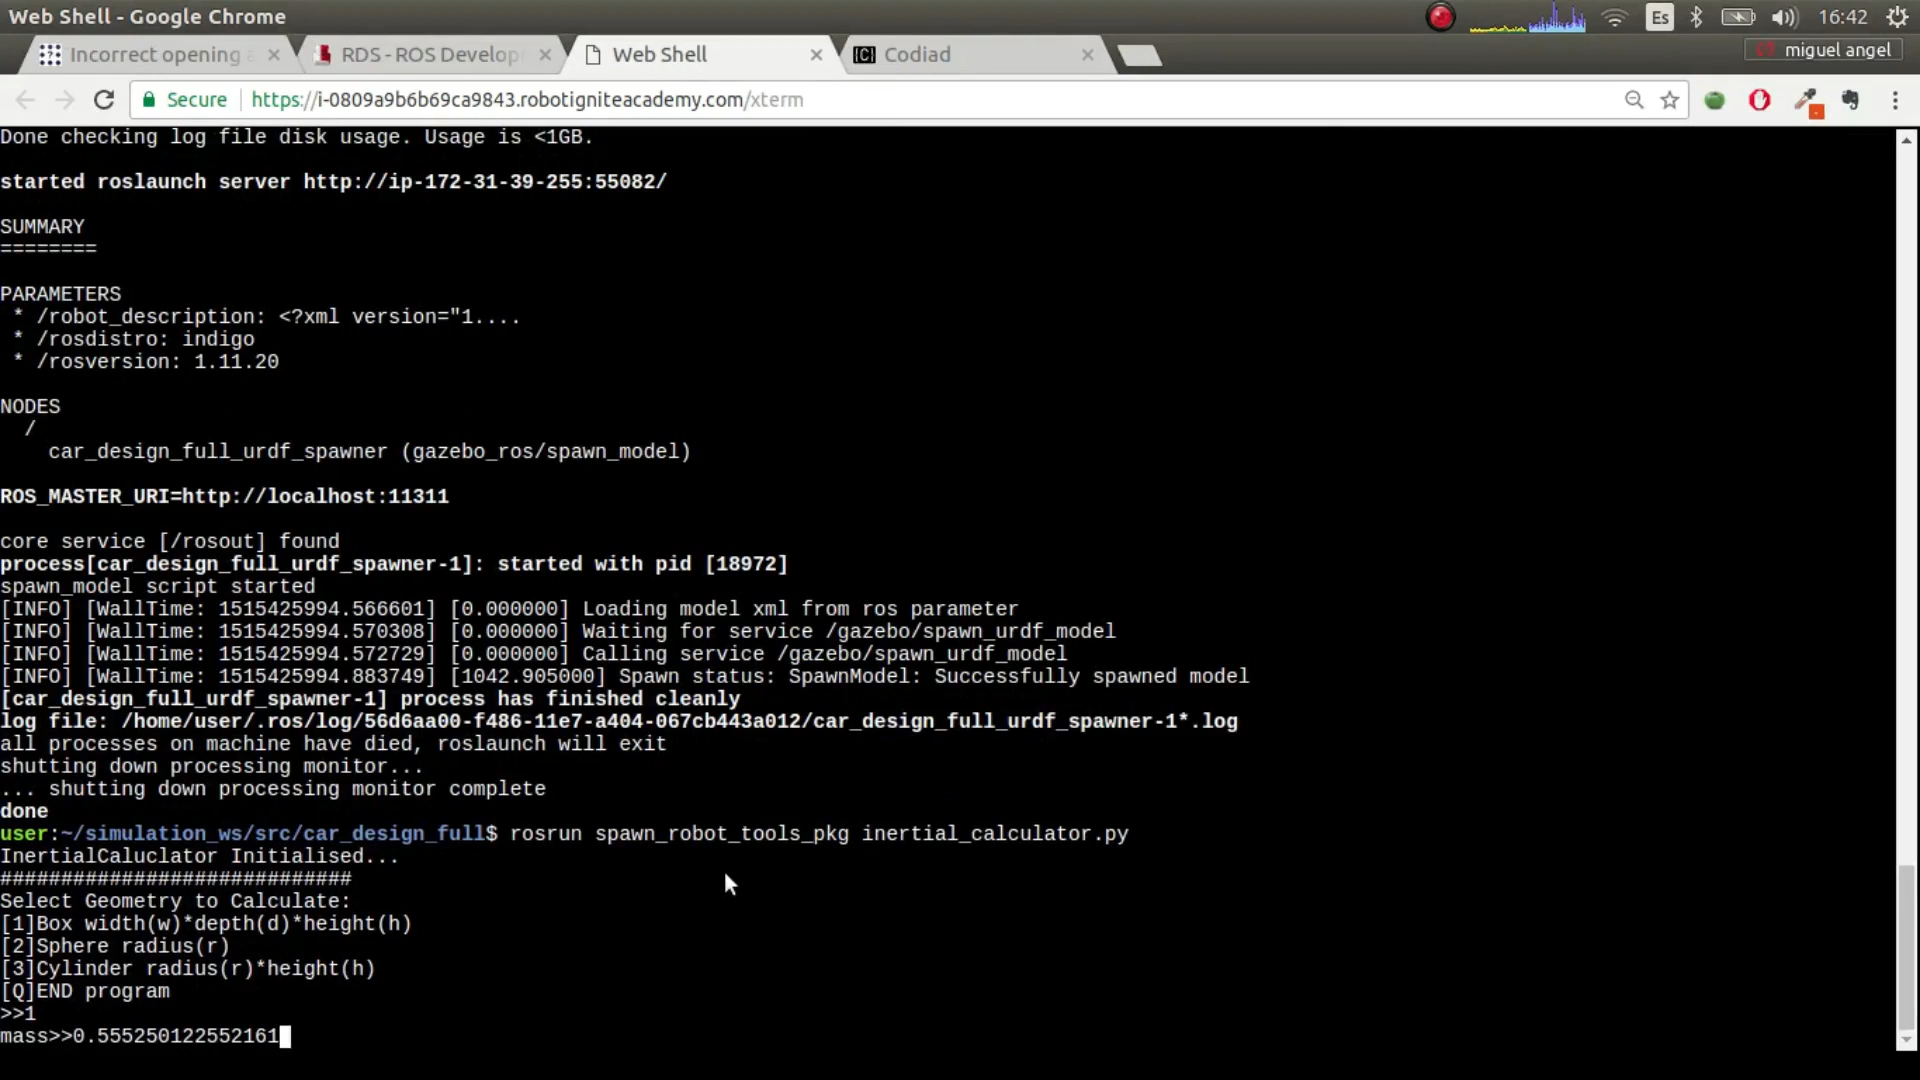 Web Shell - Google Chrome
Es
16:42
Incorrect opening a
RDS - ROS Develop
Web Shell
Codiad
miguel angel
Secure
https://i-0809a9b6b69ca9843.robotigniteacademy.com/xterm
Done checking log file disk usage. Usage is <1GB.
started roslaunch server http://ip-172-31-39-255:55082/
SUMMARY
========
PARAMETERS
* /robot_description: <?xml version="1....
* /rosdistro: indigo
* /rosversion: 1.11.20
NODES
/
car_design_full_urdf_spawner (gazebo_ros/spawn_model)
ROS_MASTER_URI=http://localhost:11311
core service [/rosout] found
process[car_design_full_urdf_spawner-1]: started with pid [18972]
spawn_model script started
[INFO] [WallTime: 1515425994.566601] [0.000000] Loading model xml from ros parameter
[INFO] [WallTime: 1515425994.570308] [0.000000] Waiting for service /gazebo/spawn_urdf_model
[INFO] [WallTime: 1515425994.572729] [0.000000] Calling service /gazebo/spawn_urdf_model
[INFO] [WallTime: 1515425994.883749] [1042.905000] Spawn status: SpawnModel: Successfully spawned model
[car_design_full_urdf_spawner-1] process has finished cleanly
log file: /home/user/.ros/log/56d6aa00-f486-11e7-a404-067cb443a012/car_design_full_urdf_spawner-1*.log
all processes on machine have died, roslaunch will exit
shutting down processing monitor...
... shutting down processing monitor complete
done
user:~/simulation_ws/src/car_design_full$ rosrun spawn_robot_tools_pkg inertial_calculator.py
InertialCaluclator Initialised...
#############################
Select Geometry to Calculate:
[1]Box width(w)*depth(d)*height(h)
[2]Sphere radius(r)
[3]Cylinder radius(r)*height(h)
[Q]END program
>>1
mass>>0.555250122552161